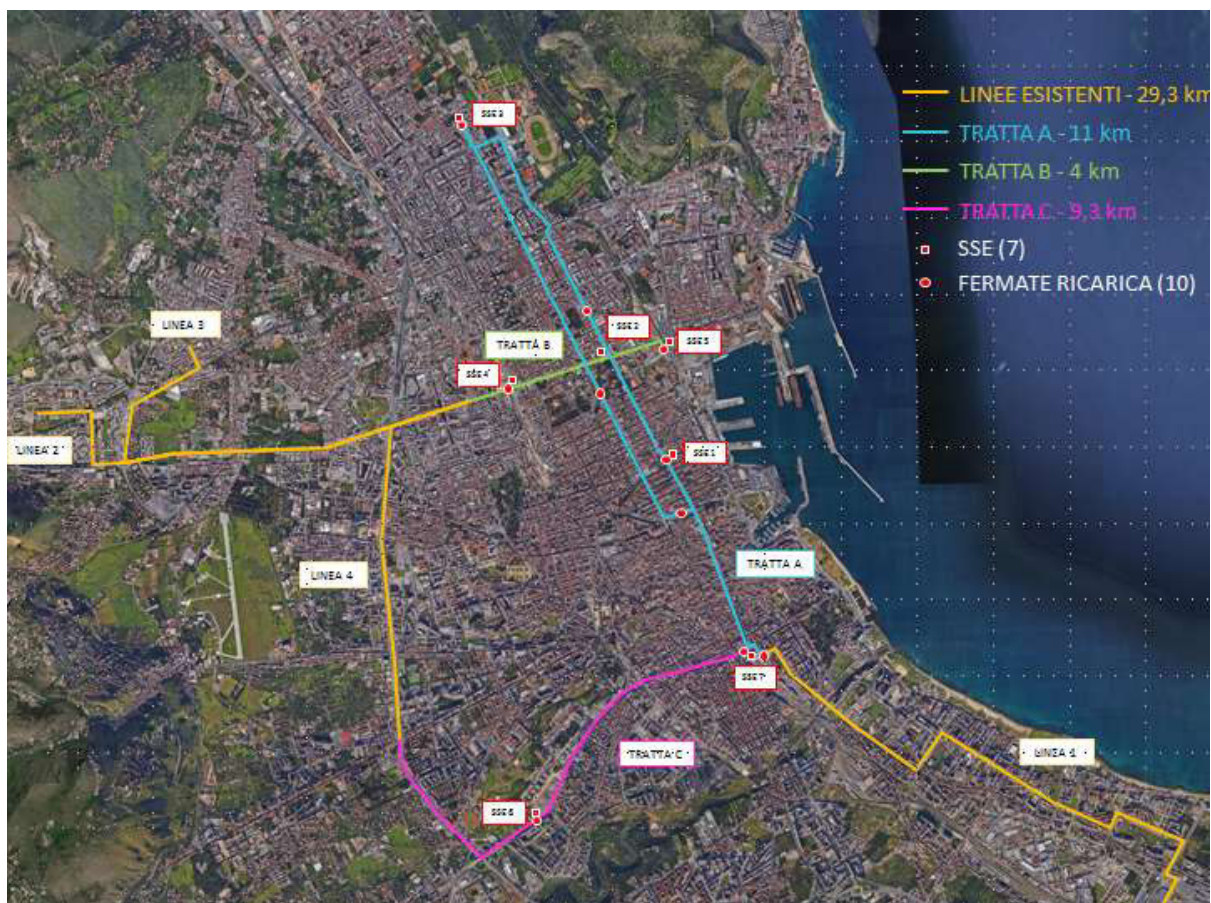 LINEE ESISTENTI - 29,3 km
TRATTA A - 11 km
TRATTA B - 4 km
TRATTA C - 9,3 km
SSE (7)
FERMATE RICARICA (10)
SSE 3
LINEA 3
SSE 2
TRATTA B
SSE 5
SSE 4
LINEA 2
SSE 1
TRATTA A
LINEA 4
SSE 7
TRATTA C
LINEA 1
SSE 6